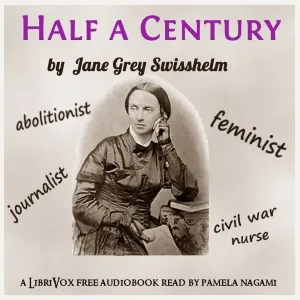 HALF A CENTURY
by Jane Grey Swisshelm
abolitionist
feminist
journalist
civil war
nurse
A LIBRIVOX FREE AUDIOBOOK READ BY PAMELA NAGAMI